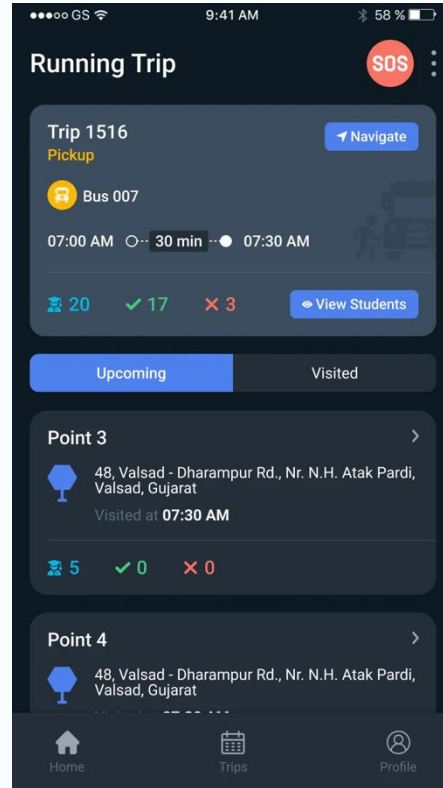 GS 9:41 AM 58 %
Running Trip SOS
Trip 1516 Navigate
Pickup
Bus 007
07:00 AM 30 min 07:30 AM
20 17 3 View Students
Upcoming Visited
Point 3
48, Valsad - Dharampur Rd., Nr. N.H. Atak Pardi,
Valsad, Gujarat
Visited at 07:30 AM
5 0 0
Point 4
48, Valsad - Dharampur Rd., Nr. N.H. Atak Pardi,
Valsad, Gujarat
Home Trips Profile